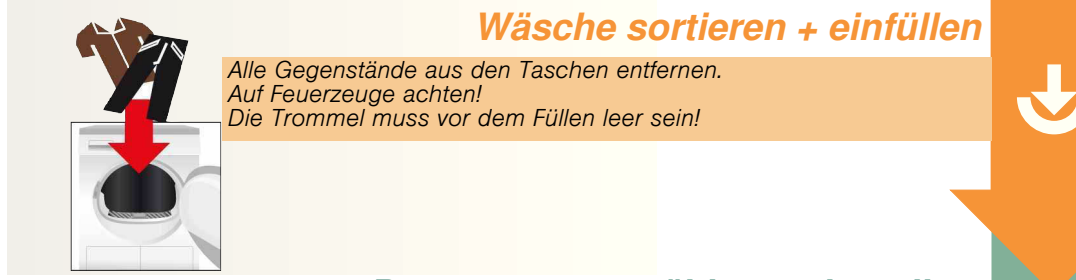 Wäsche sortieren + einfüllen
Alle Gegenstände aus den Taschen entfernen.
Auf Feuerzeuge achten!
Die Trommel muss vor dem Füllen leer sein!